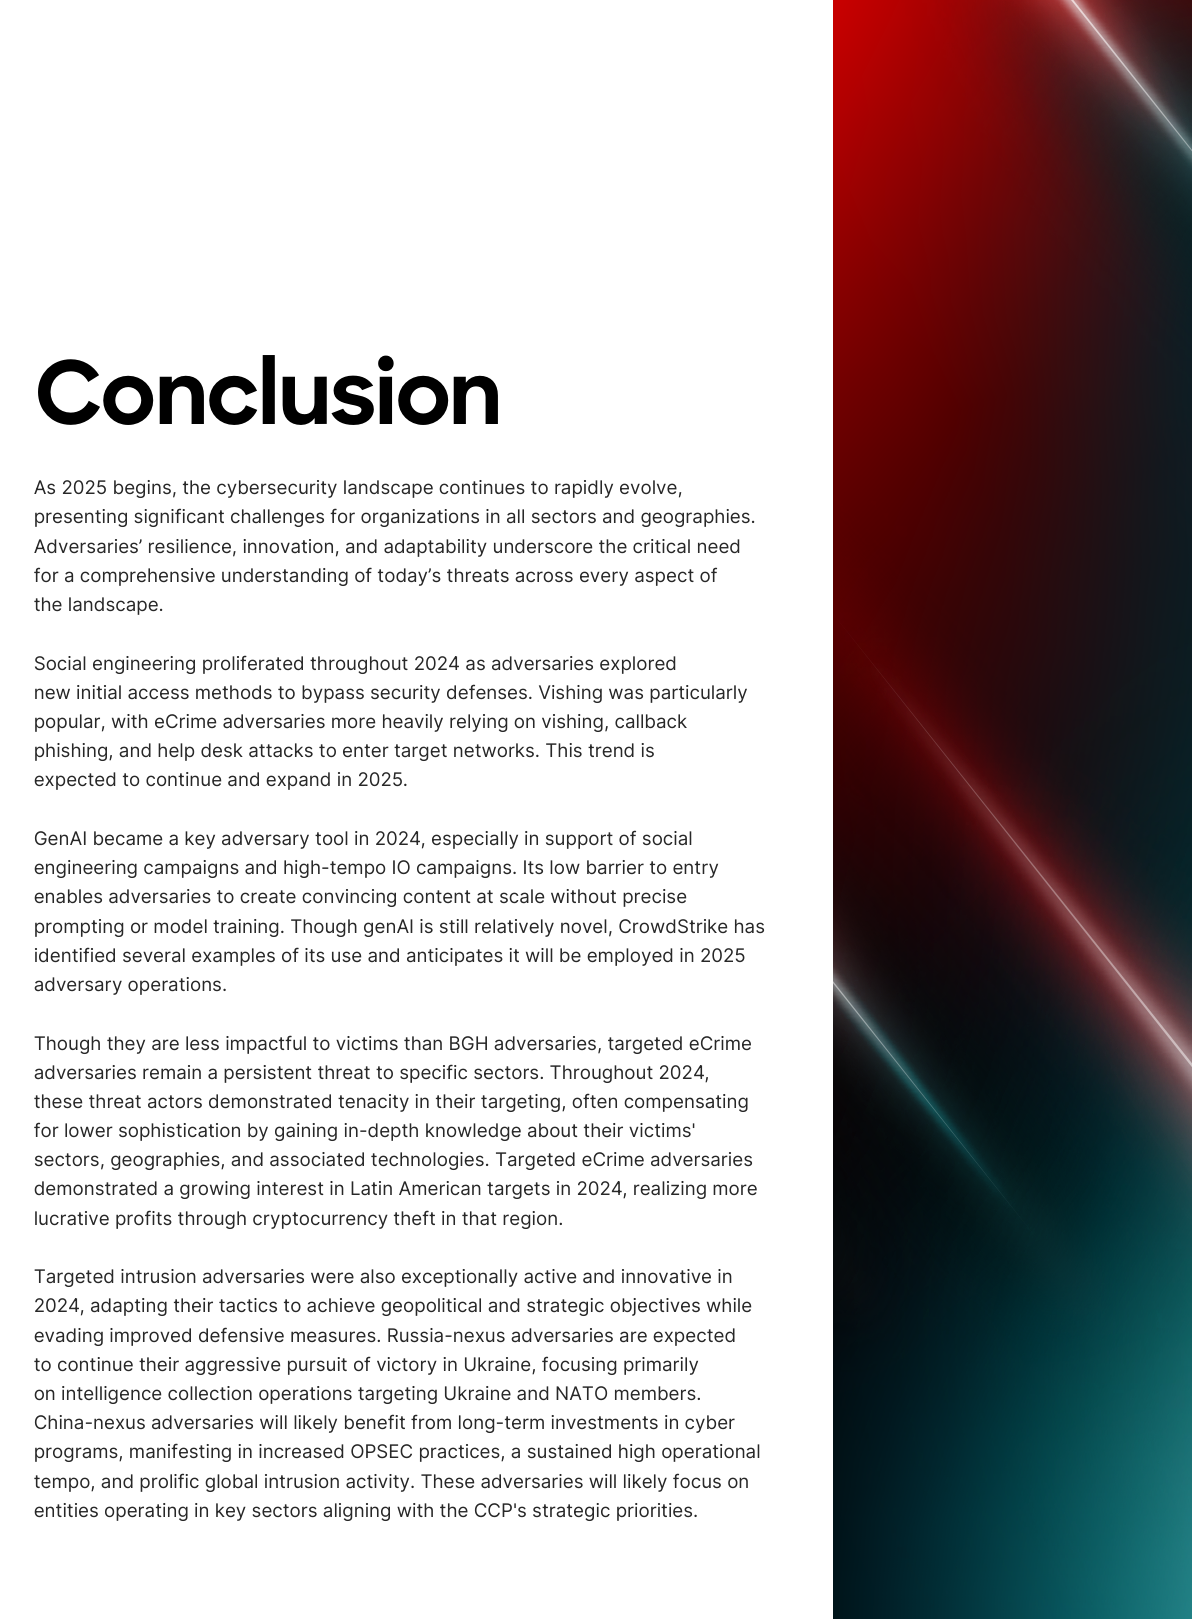 Conclusion
As 2025 begins, the cybersecurity landscape continues to rapidly evolve,
presenting significant challenges for organizations in all sectors and geographies.
Adversaries’ resilience, innovation, and adaptability underscore the critical need
for a comprehensive understanding of today’s threats across every aspect of
the landscape.
Social engineering proliferated throughout 2024 as adversaries explored
new initial access methods to bypass security defenses. Vishing was particularly
popular, with eCrime adversaries more heavily relying on vishing, callback
phishing, and help desk attacks to enter target networks. This trend is
expected to continue and expand in 2025.
GenAI became a key adversary tool in 2024, especially in support of social
engineering campaigns and high-tempo IO campaigns. Its low barrier to entry
enables adversaries to create convincing content at scale without precise
prompting or model training. Though genAI is still relatively novel, CrowdStrike has
identified several examples of its use and anticipates it will be employed in 2025
adversary operations.
Though they are less impactful to victims than BGH adversaries, targeted eCrime
adversaries remain a persistent threat to specific sectors. Throughout 2024,
these threat actors demonstrated tenacity in their targeting, often compensating
for lower sophistication by gaining in-depth knowledge about their victims'
sectors, geographies, and associated technologies. Targeted eCrime adversaries
demonstrated a growing interest in Latin American targets in 2024, realizing more
lucrative profits through cryptocurrency theft in that region.
Targeted intrusion adversaries were also exceptionally active and innovative in
2024, adapting their tactics to achieve geopolitical and strategic objectives while
evading improved defensive measures. Russia-nexus adversaries are expected
to continue their aggressive pursuit of victory in Ukraine, focusing primarily
on intelligence collection operations targeting Ukraine and NATO members.
China-nexus adversaries will likely benefit from long-term investments in cyber
programs, manifesting in increased OPSEC practices, a sustained high operational
tempo, and prolific global intrusion activity. These adversaries will likely focus on
entities operating in key sectors aligning with the CCP's strategic priorities.